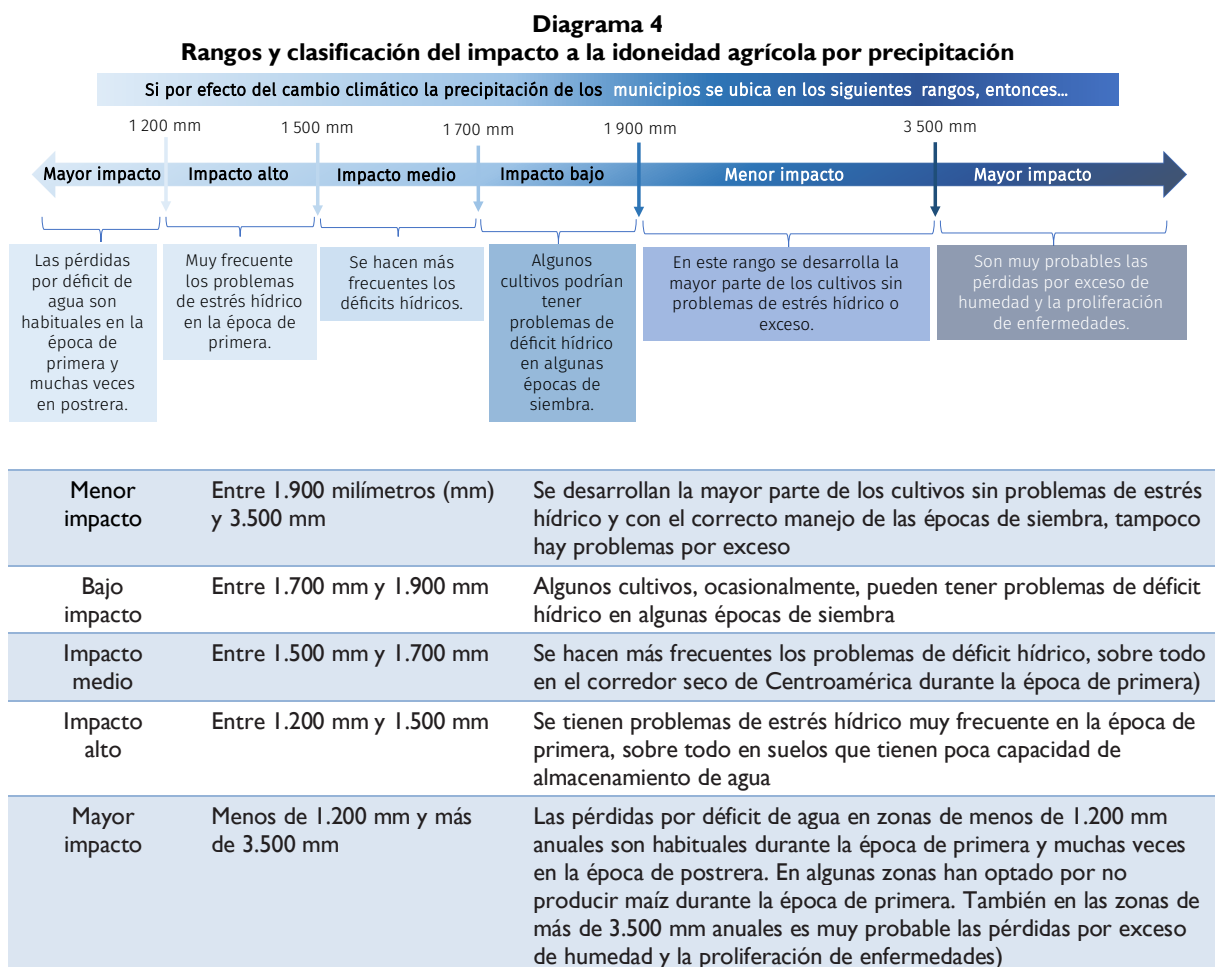 Diagrama 4
Rangos y clasificación del impacto a la idoneidad agrícola por precipitación
Si por efecto del cambio climático la precipitación de los municipios se ubica en los siguientes rangos, entonces…
1 200 mm
1 500 mm
1 700 mm
1 900 mm
3 500 mm
Mayor impacto
Impacto alto
Impacto medio
Impacto bajo
Menor impacto
Mayor impacto
Las pérdidas
por déficit de
agua son
habituales en la
época de
primera y
muchas veces
en postrera.
Muy frecuente
los problemas
de estrés hídrico
en la época de
primera.
Se hacen más
frecuentes los
déficits hídricos.
Algunos
cultivos podrían
tener
problemas de
déficit hídrico
en algunas
épocas de
siembra.
En este rango se desarrolla la
mayor parte de los cultivos sin
problemas de estrés hídrico o
exceso.
Son muy probables las
pérdidas por exceso de
humedad y la proliferación
de enfermedades.
Menor
impacto
Entre 1.900 milímetros (mm)
y 3.500 mm
Se desarrollan la mayor parte de los cultivos sin problemas de estrés
hídrico y con el correcto manejo de las épocas de siembra, tampoco
hay problemas por exceso
Bajo
impacto
Entre 1.700 mm y 1.900 mm
Algunos cultivos, ocasionalmente, pueden tener problemas de déficit
hídrico en algunas épocas de siembra
Impacto
medio
Entre 1.500 mm y 1.700 mm
Se hacen más frecuentes los problemas de déficit hídrico, sobre todo
en el corredor seco de Centroamérica durante la época de primera)
Impacto
alto
Entre 1.200 mm y 1.500 mm
Se tienen problemas de estrés hídrico muy frecuente en la época de
primera, sobre todo en suelos que tienen poca capacidad de
almacenamiento de agua
Mayor
impacto
Menos de 1.200 mm y más
de 3.500 mm
Las pérdidas por déficit de agua en zonas de menos de 1.200 mm
anuales son habituales durante la época de primera y muchas veces
en la época de postrera. En algunas zonas han optado por no
producir maíz durante la época de primera. También en las zonas de
más de 3.500 mm anuales es muy probable las pérdidas por exceso
de humedad y la proliferación de enfermedades)